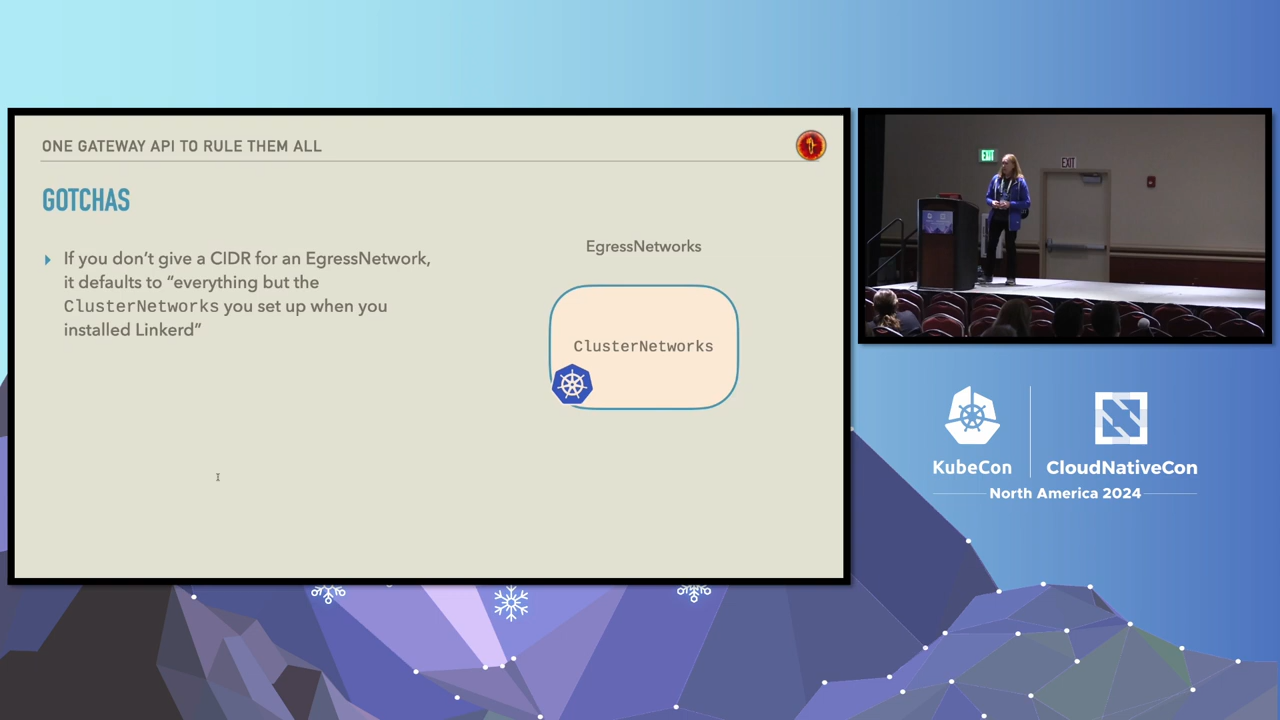 ONE GATEWAY API TO RULE THEM ALL
GOTCHAS
If you don’t give a CIDR for an EgressNetwork,
it defaults to “everything but the
ClusterNetworks you set up when you
installed Linkerd”
EgressNetworks
ClusterNetworks
EXIT
EXIT
KubeCon
CloudNativeCon
North America 2024